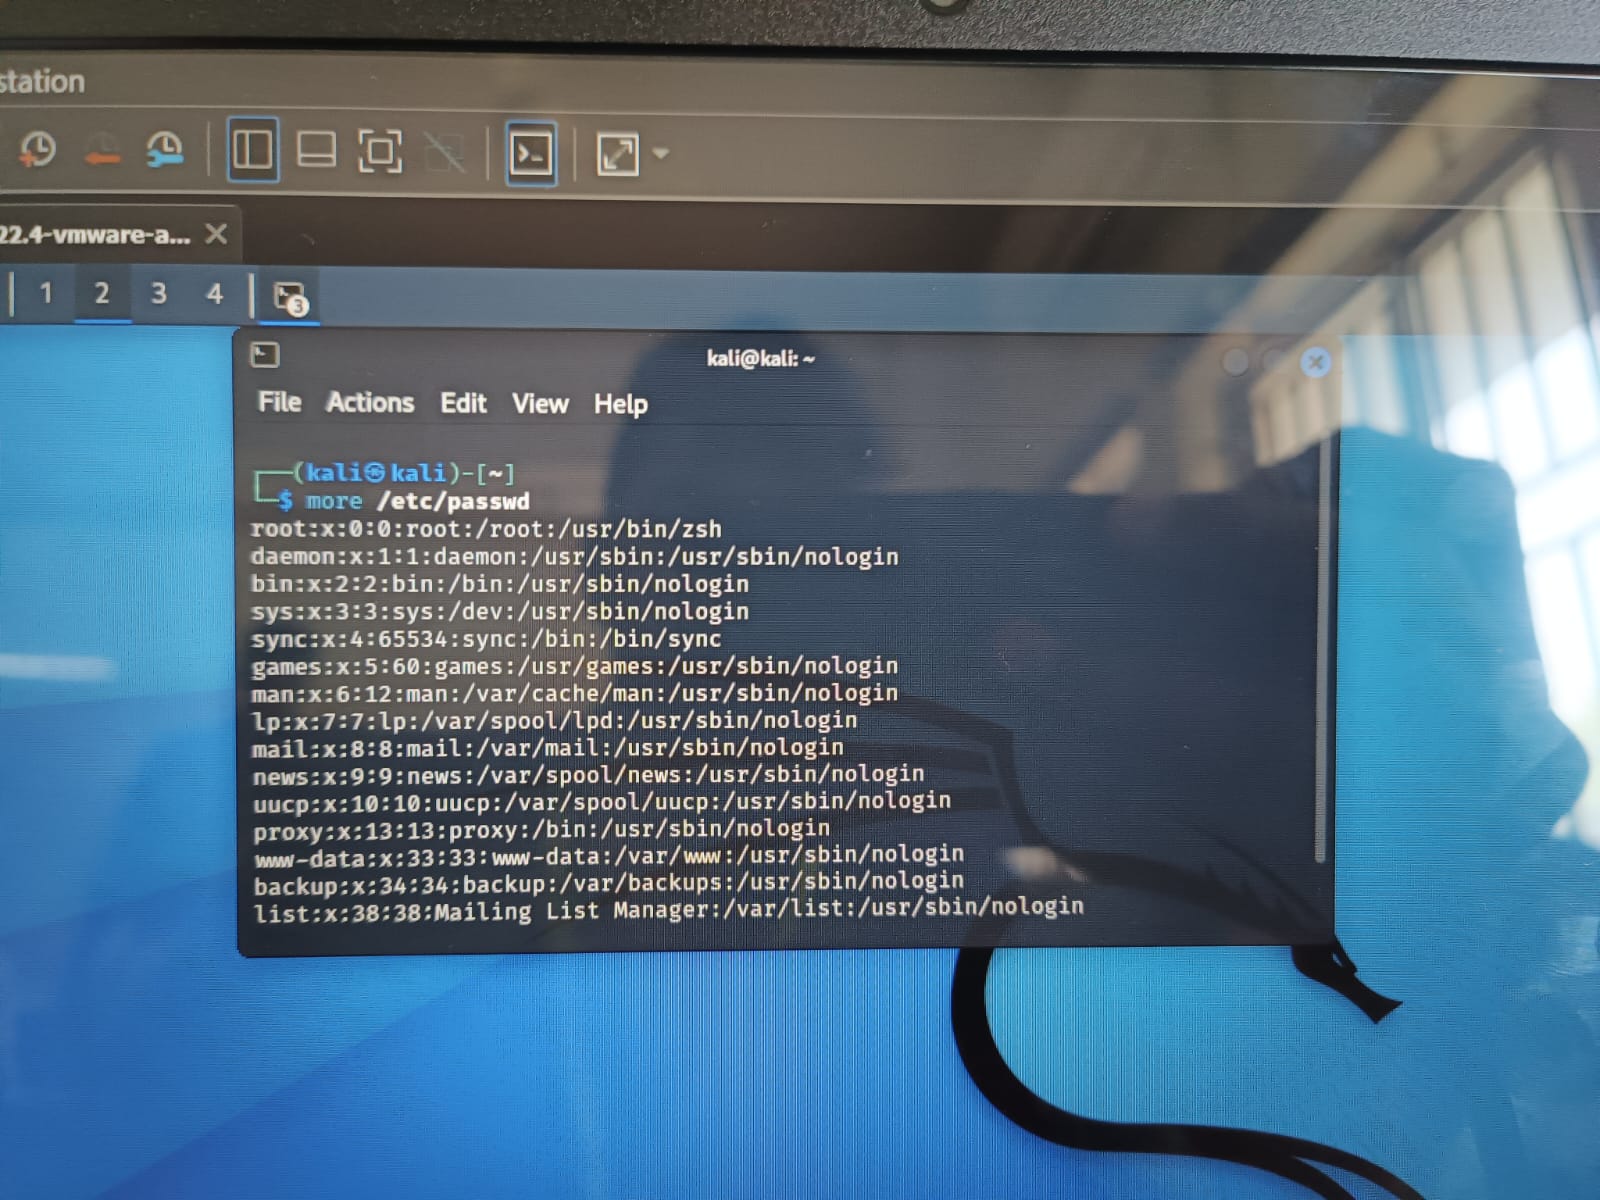 station
22.4-vmware-a...
1 2 3 4 3
kali@kali: ~
File Actions Edit View Help
(kali㉿kali)-[~]
$ more /etc/passwd
root:x:0:0:root:/root:/usr/bin/zsh
daemon:x:1:1:daemon:/usr/sbin:/usr/sbin/nologin
bin:x:2:2:bin:/bin:/usr/sbin/nologin
sys:x:3:3:sys:/dev:/usr/sbin/nologin
sync:x:4:65534:sync:/bin:/bin/sync
games:x:5:60:games:/usr/games:/usr/sbin/nologin
man:x:6:12:man:/var/cache/man:/usr/sbin/nologin
lp:x:7:7:lp:/var/spool/lpd:/usr/sbin/nologin
mail:x:8:8:mail:/var/mail:/usr/sbin/nologin
news:x:9:9:news:/var/spool/news:/usr/sbin/nologin
uucp:x:10:10:uucp:/var/spool/uucp:/usr/sbin/nologin
proxy:x:13:13:proxy:/bin:/usr/sbin/nologin
www-data:x:33:33:www-data:/var/www:/usr/sbin/nologin
backup:x:34:34:backup:/var/backups:/usr/sbin/nologin
list:x:38:38:Mailing List Manager:/var/list:/usr/sbin/nologin